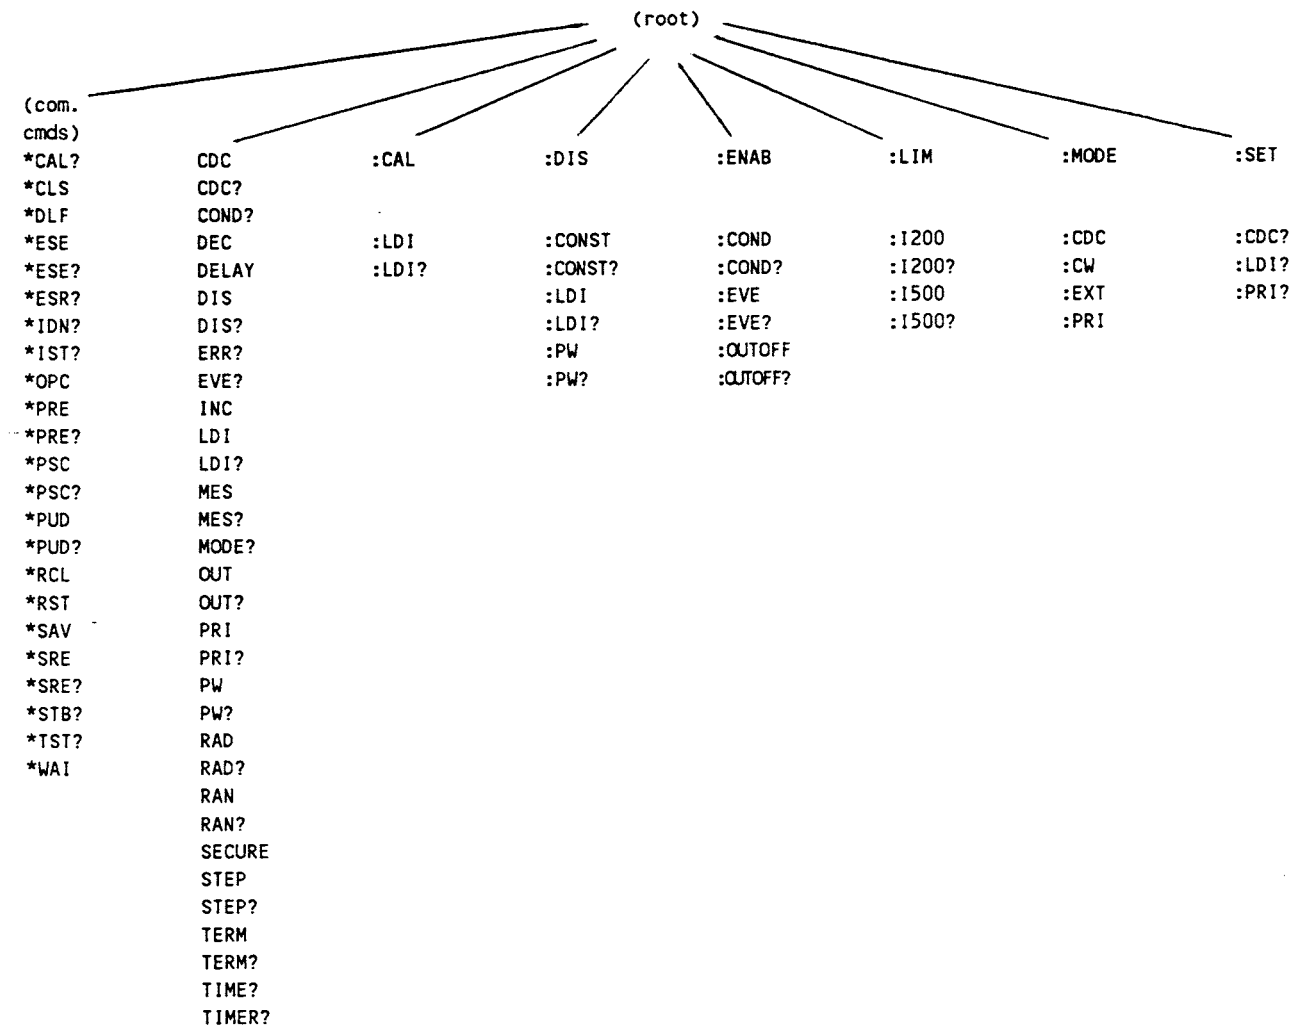 (root)
(com.
cmds)
*CAL? CDC :CAL :DIS :ENAB :LIM :MODE :SET
*CLS CDC?
*DLF COND?
*ESE DEC :LDI :CONST :COND :I200 :CDC :CDC?
*ESE? DELAY :LDI? :CONST? :COND? :I200? :CW :LDI?
*ESR? DIS :LDI :EVE :I500 :EXT :PRI?
*IDN? DIS? :LDI? :EVE? :I500? :PRI
*IST? ERR? :PW :OUTOFF
*OPC EVE? :PW? :OUTOFF?
*PRE INC
*PRE? LDI
*PSC LDI?
*PSC? MES
*PUD MES?
*PUD? MODE?
*RCL OUT
*RST OUT?
*SAV PRI
*SRE PRI?
*SRE? PW
*STB? PW?
*TST? RAD
*WAI RAD?
RAN
RAN?
SECURE
STEP
STEP?
TERM
TERM?
TIME?
TIMER?